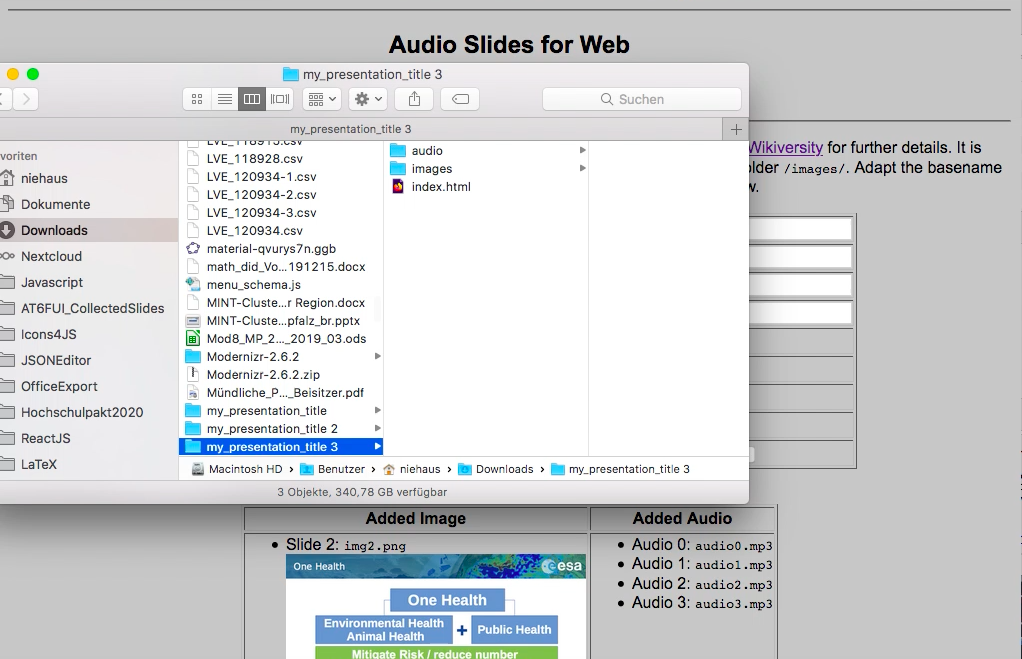 Audio Slides for Web
my_presentation_title 3
Suchen
my_presentation_title 3
Wikiversity for further details. It is
older /images/. Adapt the basename
w.
voriten
niehaus
Dokumente
Downloads
Nextcloud
Javascript
AT6FUI_CollectedSlides
Icons4JS
JSONEditor
OfficeExport
Hochschulpakt2020
ReactJS
LaTeX
LVE_118915.csv
LVE_118928.csv
LVE_120934-1.csv
LVE_120934-2.csv
LVE_120934-3.csv
LVE_120934.csv
material-qvurys7n.ggb
math_did_Vo...191215.docx
menu_schema.js
MINT-Cluste...r Region.docx
MINT-Cluste...pfalz_br.pptx
Mod8_MP_2..._2019_03.ods
Modernizr-2.6.2
Modernizr-2.6.2.zip
Mündliche_P..._Beisitzer.pdf
my_presentation_title
my_presentation_title 2
my_presentation_title 3
audio
images
index.html
Macintosh HD › Benutzer › niehaus › Downloads › my_presentation_title 3
3 Objekte, 340,78 GB verfügbar
Added Image
Added Audio
• Slide 2: img2.png
One Health
esa
One Health
Environmental Health
Animal Health
+
Public Health
Mitigate Risk / reduce number
• Audio 0: audio0.mp3
• Audio 1: audio1.mp3
• Audio 2: audio2.mp3
• Audio 3: audio3.mp3